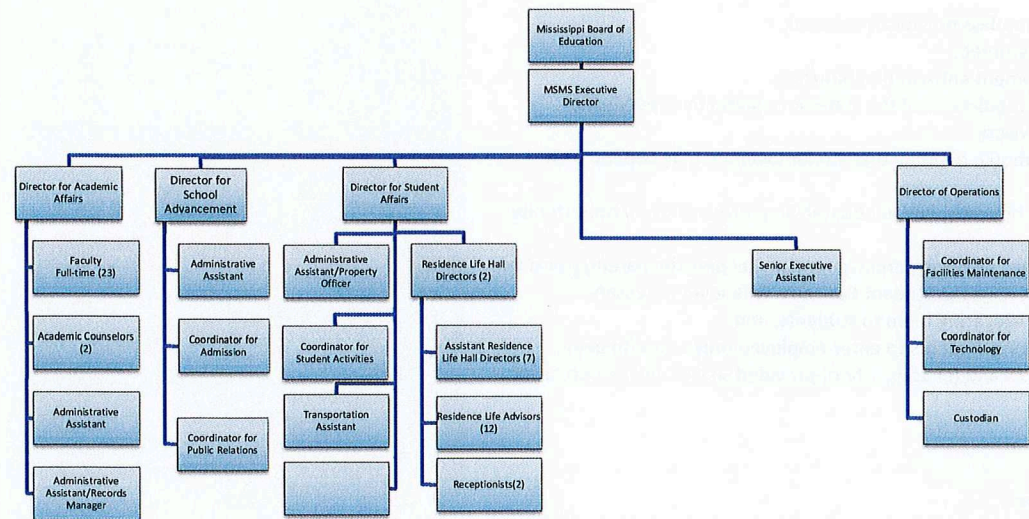 Mississippi Board of
Education
MSMS Executive
Director
Director for Academic
Affairs
Faculty
Full-time (23)
Academic Counselors
(2)
Administrative
Assistant
Administrative
Assistant/Records
Manager
Director for
School
Advancement
Administrative
Assistant
Coordinator for
Admission
Coordinator for
Public Relations
Director for Student
Affairs
Administrative
Assistant/Property
Officer
Coordinator for
Student Activities
Transportation
Assistant
Residence Life Hall
Directors (2)
Assistant Residence
Life Hall Directors (7)
Residence Life Advisors
(12)
Receptionists(2)
Senior Executive
Assistant
Director of Operations
Coordinator for
Facilities Maintenance
Coordinator for
Technology
Custodian